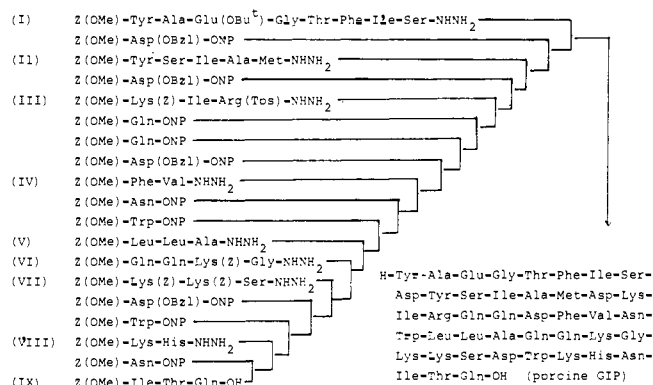 (I) Z(OMe)-Tyr-Ala-Glu(OBuᵗ)-Gly-Thr-Phe-Ile-Ser-NHNH₂
Z(OMe)-Asp(OBzl)-ONP
(II) Z(OMe)-Tyr-Ser-Ile-Ala-Met-NHNH₂
Z(OMe)-Asp(OBzl)-ONP
(III) Z(OMe)-Lys(Z)-Ile-Arg(Tos)-NHNH₂
Z(OMe)-Gln-ONP
Z(OMe)-Gln-ONP
Z(OMe)-Asp(OBzl)-ONP
(IV) Z(OMe)-Phe-Val-NHNH₂
Z(OMe)-Asn-ONP
Z(OMe)-Trp-ONP
(V) Z(OMe)-Leu-Leu-Ala-NHNH₂
(VI) Z(OMe)-Gln-Gln-Lys(Z)-Gly-NHNH₂
(VII) Z(OMe)-Lys(Z)-Lys(Z)-Ser-NHNH₂
Z(OMe)-Asp(OBzl)-ONP
Z(OMe)-Trp-ONP
(VIII) Z(OMe)-Lys-His-NHNH₂
Z(OMe)-Asn-ONP
(IX) Z(OMe)-Ile-Thr-Gln-OH
H-Tyr-Ala-Glu-Gly-Thr-Phe-Ile-Ser-
Asp-Tyr-Ser-Ile-Ala-Met-Asp-Lys-
Ile-Arg-Gln-Gln-Asp-Phe-Val-Asn-
Trp-Leu-Leu-Ala-Gln-Gln-Lys-Gly-
Lys-Lys-Ser-Asp-Trp-Lys-His-Asn-
Ile-Thr-Gln-OH (porcine GIP)